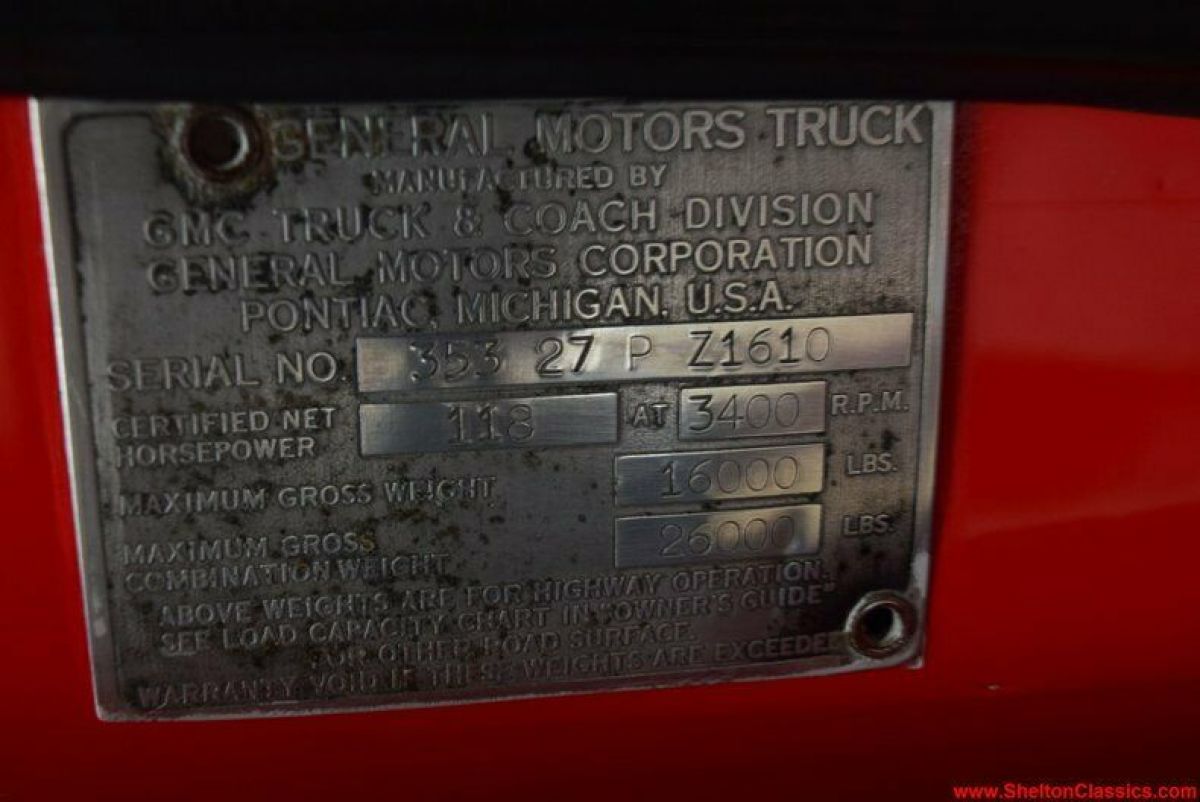 GENERAL MOTORS TRUCK
MANUFACTURED BY
GMC TRUCK & COACH DIVISION
GENERAL MOTORS CORPORATION
PONTIAC, MICHIGAN, U.S.A.
SERIAL NO. 353 27 P Z1610
CERTIFIED NET HORSEPOWER 118 AT 3400 R.P.M.
MAXIMUM GROSS WEIGHT 16000 LBS.
MAXIMUM GROSS COMBINATION WEIGHT 26000 LBS.
ABOVE WEIGHTS ARE FOR HIGHWAY OPERATION.
SEE LOAD CAPACITY CHART IN "OWNER'S GUIDE"
FOR OTHER ROAD SURFACE.
WARRANTY VOID IF THESE WEIGHTS ARE EXCEEDED
www.SheltonClassics.com